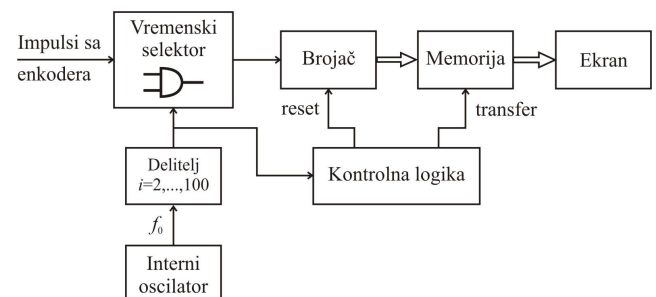 Impulsi sa
enkodera
Vremenski
selektor
Brojač
Memorija
Ekran
reset
transfer
Delitelj
i=2,...,100
Kontrolna logika
f₀
Interni
oscilator